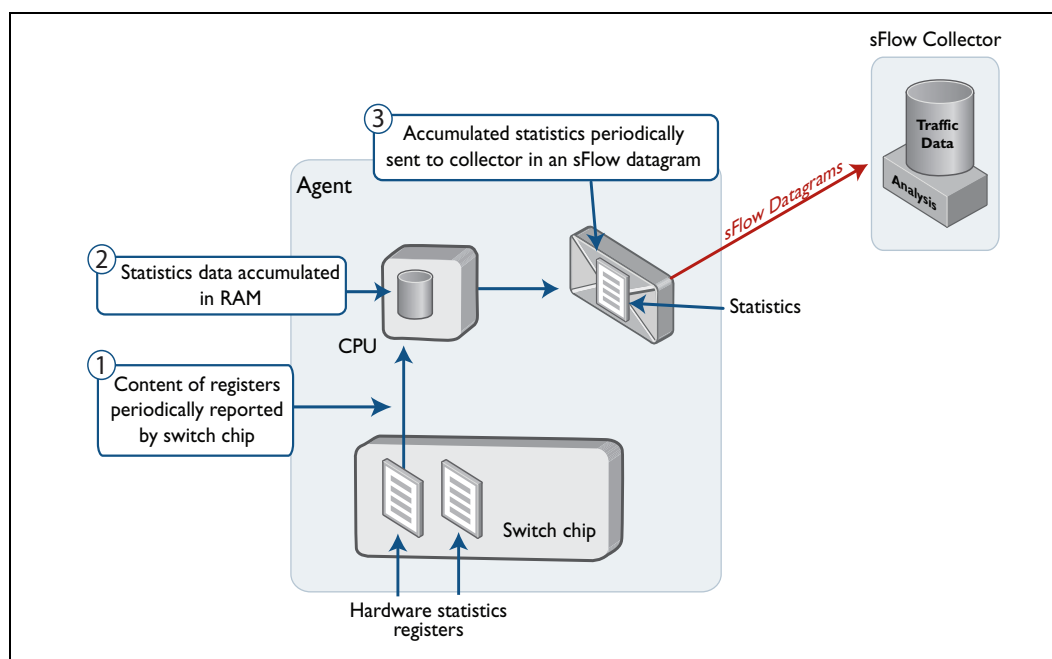 sFlow Collector
Traffic
Data
Analysis
3
Accumulated statistics periodically
sent to collector in an sFlow datagram
Agent
sFlow Datagrams
2
Statistics data accumulated
in RAM
Statistics
CPU
1
Content of registers
periodically reported
by switch chip
Switch chip
Hardware statistics
registers